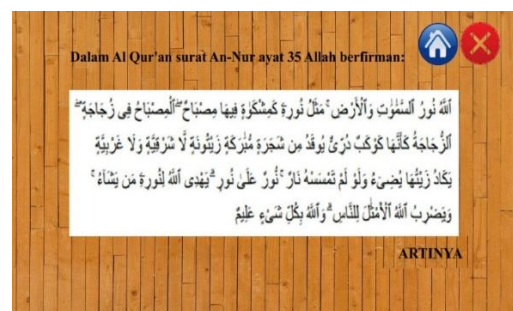 Dalam Al Qur'an surat An-Nur ayat 35 Allah berfirman:
ٱللَّهُ نُورُ ٱلسَّمَٰوَٰتِ وَٱلْأَرْضِ ۚ مَثَلُ نُورِهِۦ كَمِشْكَوٰةٍ فِيهَا مِصْبَاحٌ ۖ ٱلْمِصْبَاحُ فِى زُجَاجَةٍ ۖ
ٱلزُّجَاجَةُ كَأَنَّهَا كَوْكَبٌ دُرِّىٌّ يُوقَدُ مِن شَجَرَةٍ مُّبَٰرَكَةٍ زَيْتُونَةٍ لَّا شَرْقِيَّةٍ وَلَا غَرْبِيَّةٍ
يَكَادُ زَيْتُهَا يُضِىٓءُ وَلَوْ لَمْ تَمْسَسْهُ نَارٌ ۚ نُّورٌ عَلَىٰ نُورٍ ۗ يَهْدِى ٱللَّهُ لِنُورِهِۦ مَن يَشَآءُ ۚ
وَيَضْرِبُ ٱللَّهُ ٱلْأَمْثَٰلَ لِلنَّاسِ ۗ وَٱللَّهُ بِكُلِّ شَىْءٍ عَلِيمٌ
ARTINYA